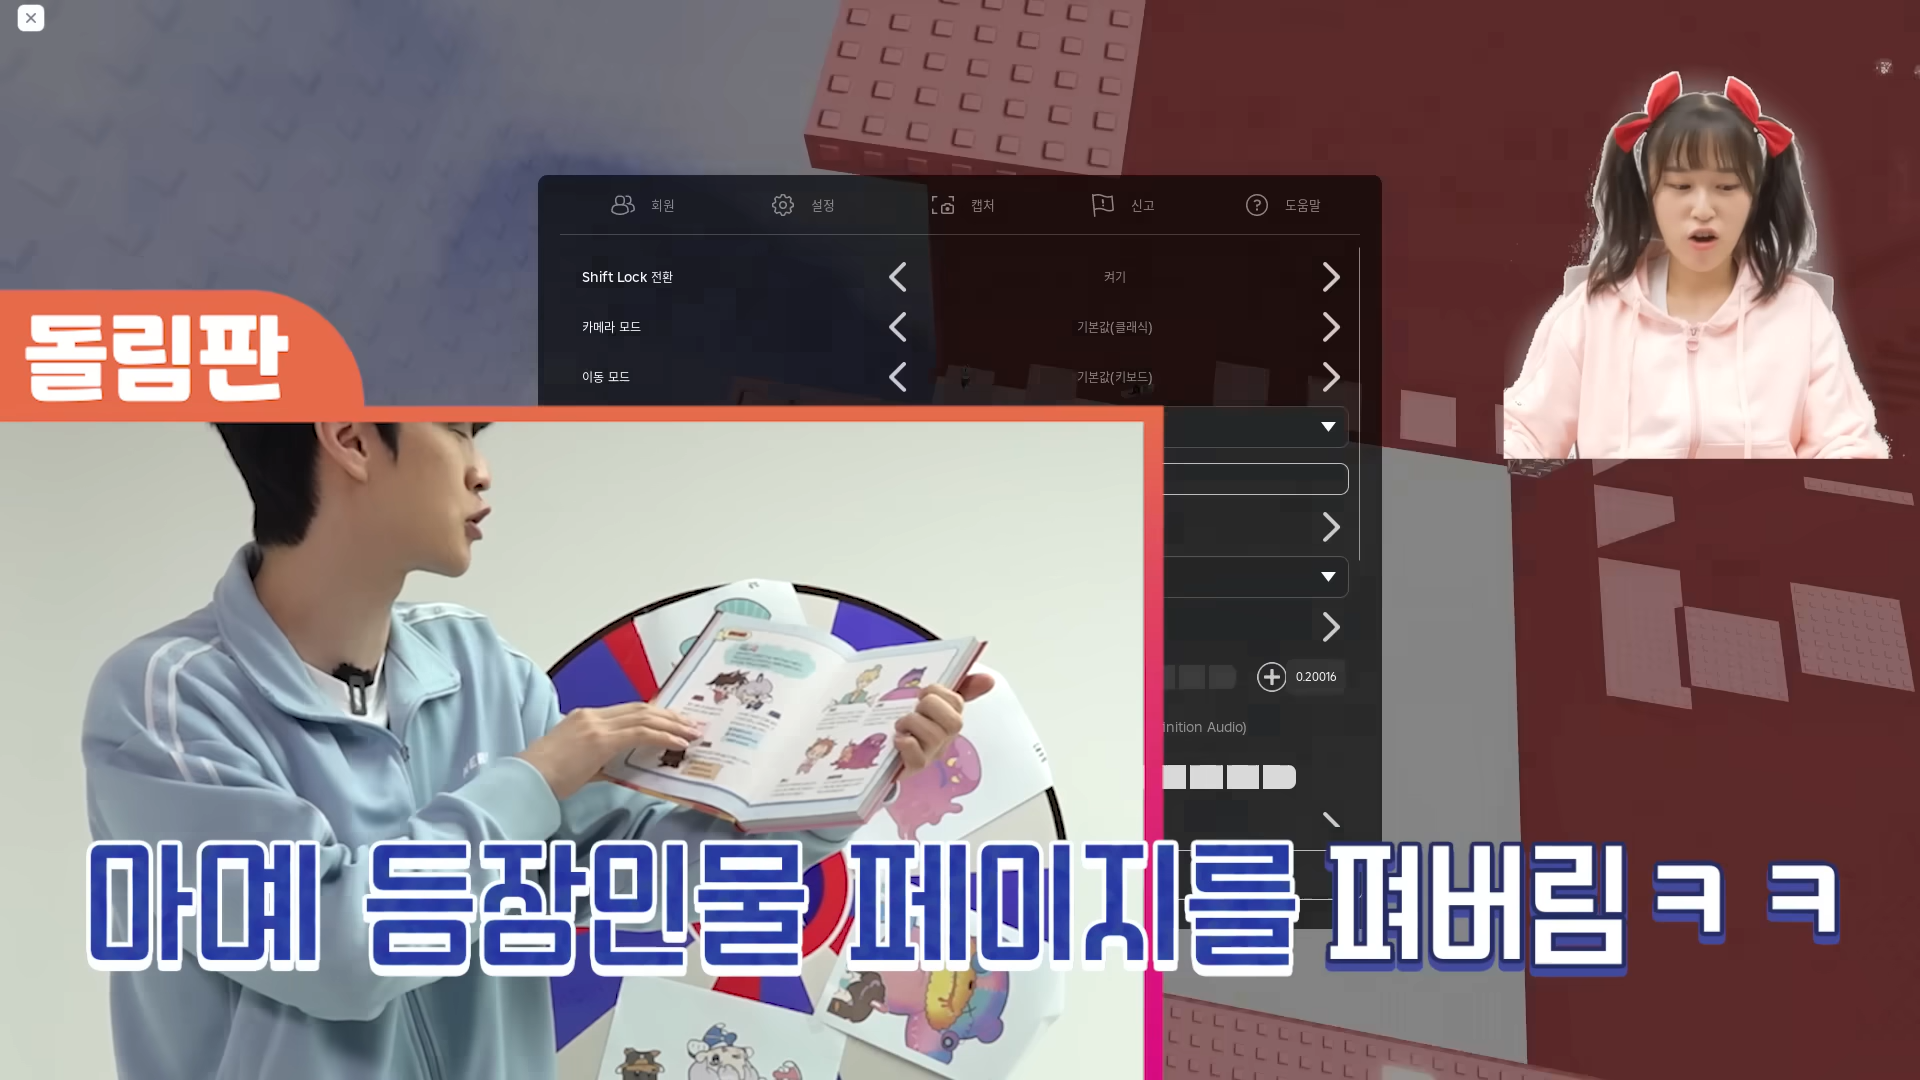 회원 설정 캡처 신고 도움말
Shift Lock 전환 켜기
카메라 모드 기본값(클래식)
이동 모드 기본값(키보드)
돌림판
0.20016
inition Audio)
마예 등장인물 페이지를 펴버림ㅋㅋ